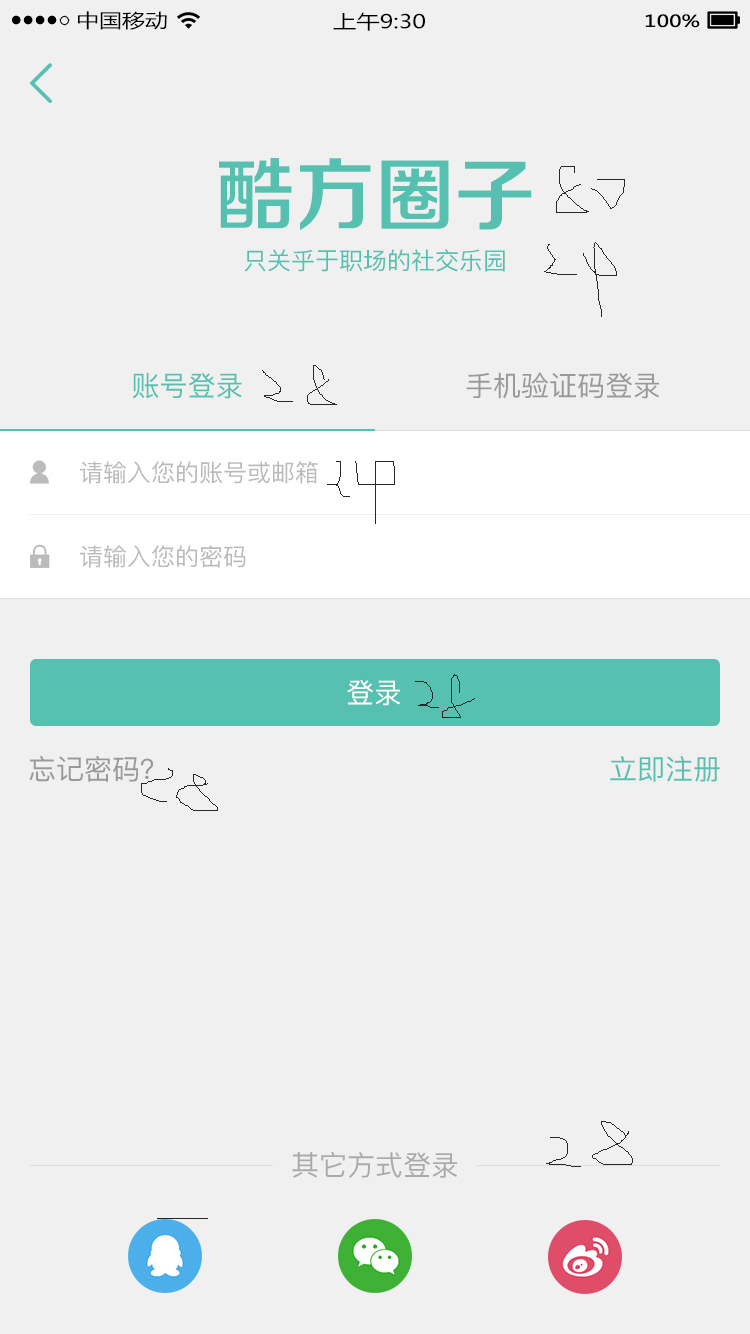 中国移动 上午9:30 100%
酷方圈子 80
只关乎于职场的社交乐园 24
账号登录 28 手机验证码登录
请输入您的账号或邮箱 24
请输入您的密码
登录 28
忘记密码? 28 立即注册
其它方式登录 28